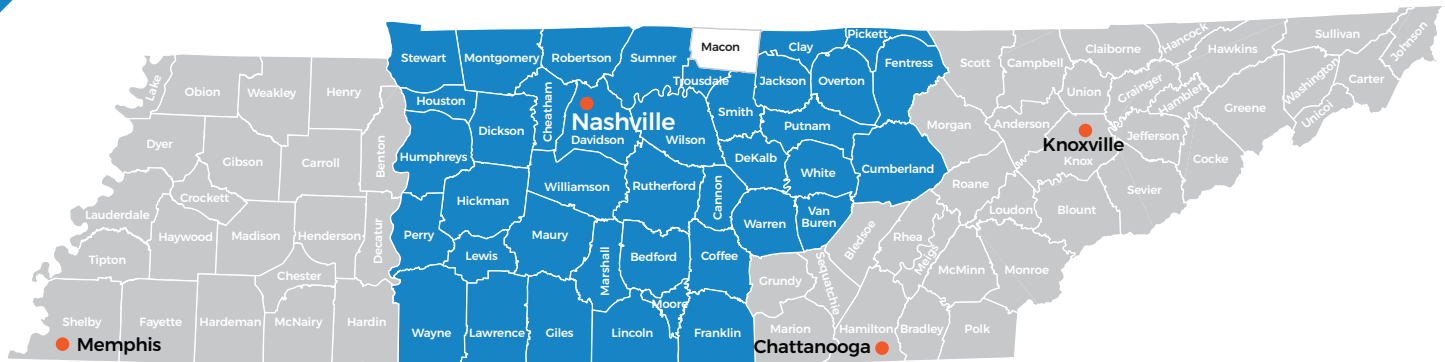 Stewart
Montgomery
Robertson
Sumner
Macon
Clay
Pickett
Fentress
Scott
Campbell
Claiborne
Hancock
Hawkins
Sullivan
Johnson
Lake
Obion
Weakley
Henry
Houston
Cheatham
Trousdale
Jackson
Overton
Union
Grainger
Hamblen
Washington
Carter
Unicoi
Greene
Dickson
Nashville
Davidson
Wilson
Smith
Putnam
Morgan
Anderson
Knoxville
Knox
Jefferson
Cocke
Dyer
Gibson
Carroll
Benton
Humphreys
DeKalb
White
Cumberland
Roane
Loudon
Blount
Sevier
Lauderdale
Crockett
Hickman
Williamson
Rutherford
Cannon
Warren
Van
Buren
Bledsoe
Rhea
Meigs
McMinn
Monroe
Haywood
Madison
Henderson
Decatur
Perry
Lewis
Maury
Marshall
Bedford
Coffee
Grundy
Sequatchie
Tipton
Chester
Moore
Shelby
Fayette
Hardeman
McNairy
Hardin
Wayne
Lawrence
Giles
Lincoln
Franklin
Marion
Hamilton
Bradley
Polk
Memphis
Chattanooga